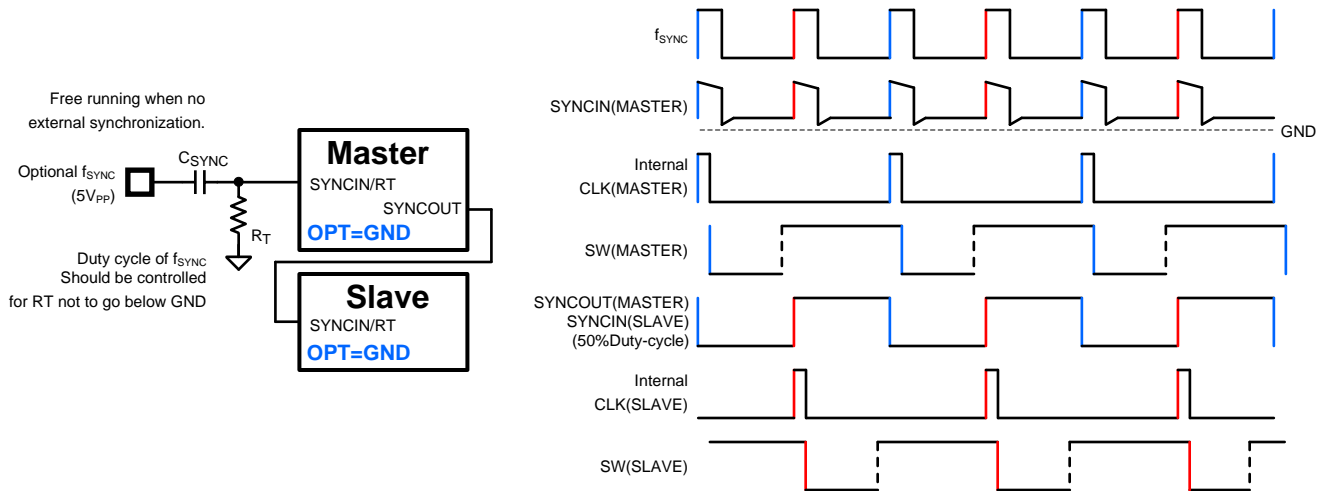 Free running when no
external synchronization.
Optional fSYNC
(5VPP)
CSYNC
RT
Duty cycle of fSYNC
Should be controlled
for RT not to go below GND
Master
SYNCIN/RT
SYNCOUT
OPT=GND
Slave
SYNCIN/RT
OPT=GND
fSYNC
SYNCIN(MASTER)
GND
Internal
CLK(MASTER)
SW(MASTER)
SYNCOUT(MASTER)
SYNCIN(SLAVE)
(50%Duty-cycle)
Internal
CLK(SLAVE)
SW(SLAVE)